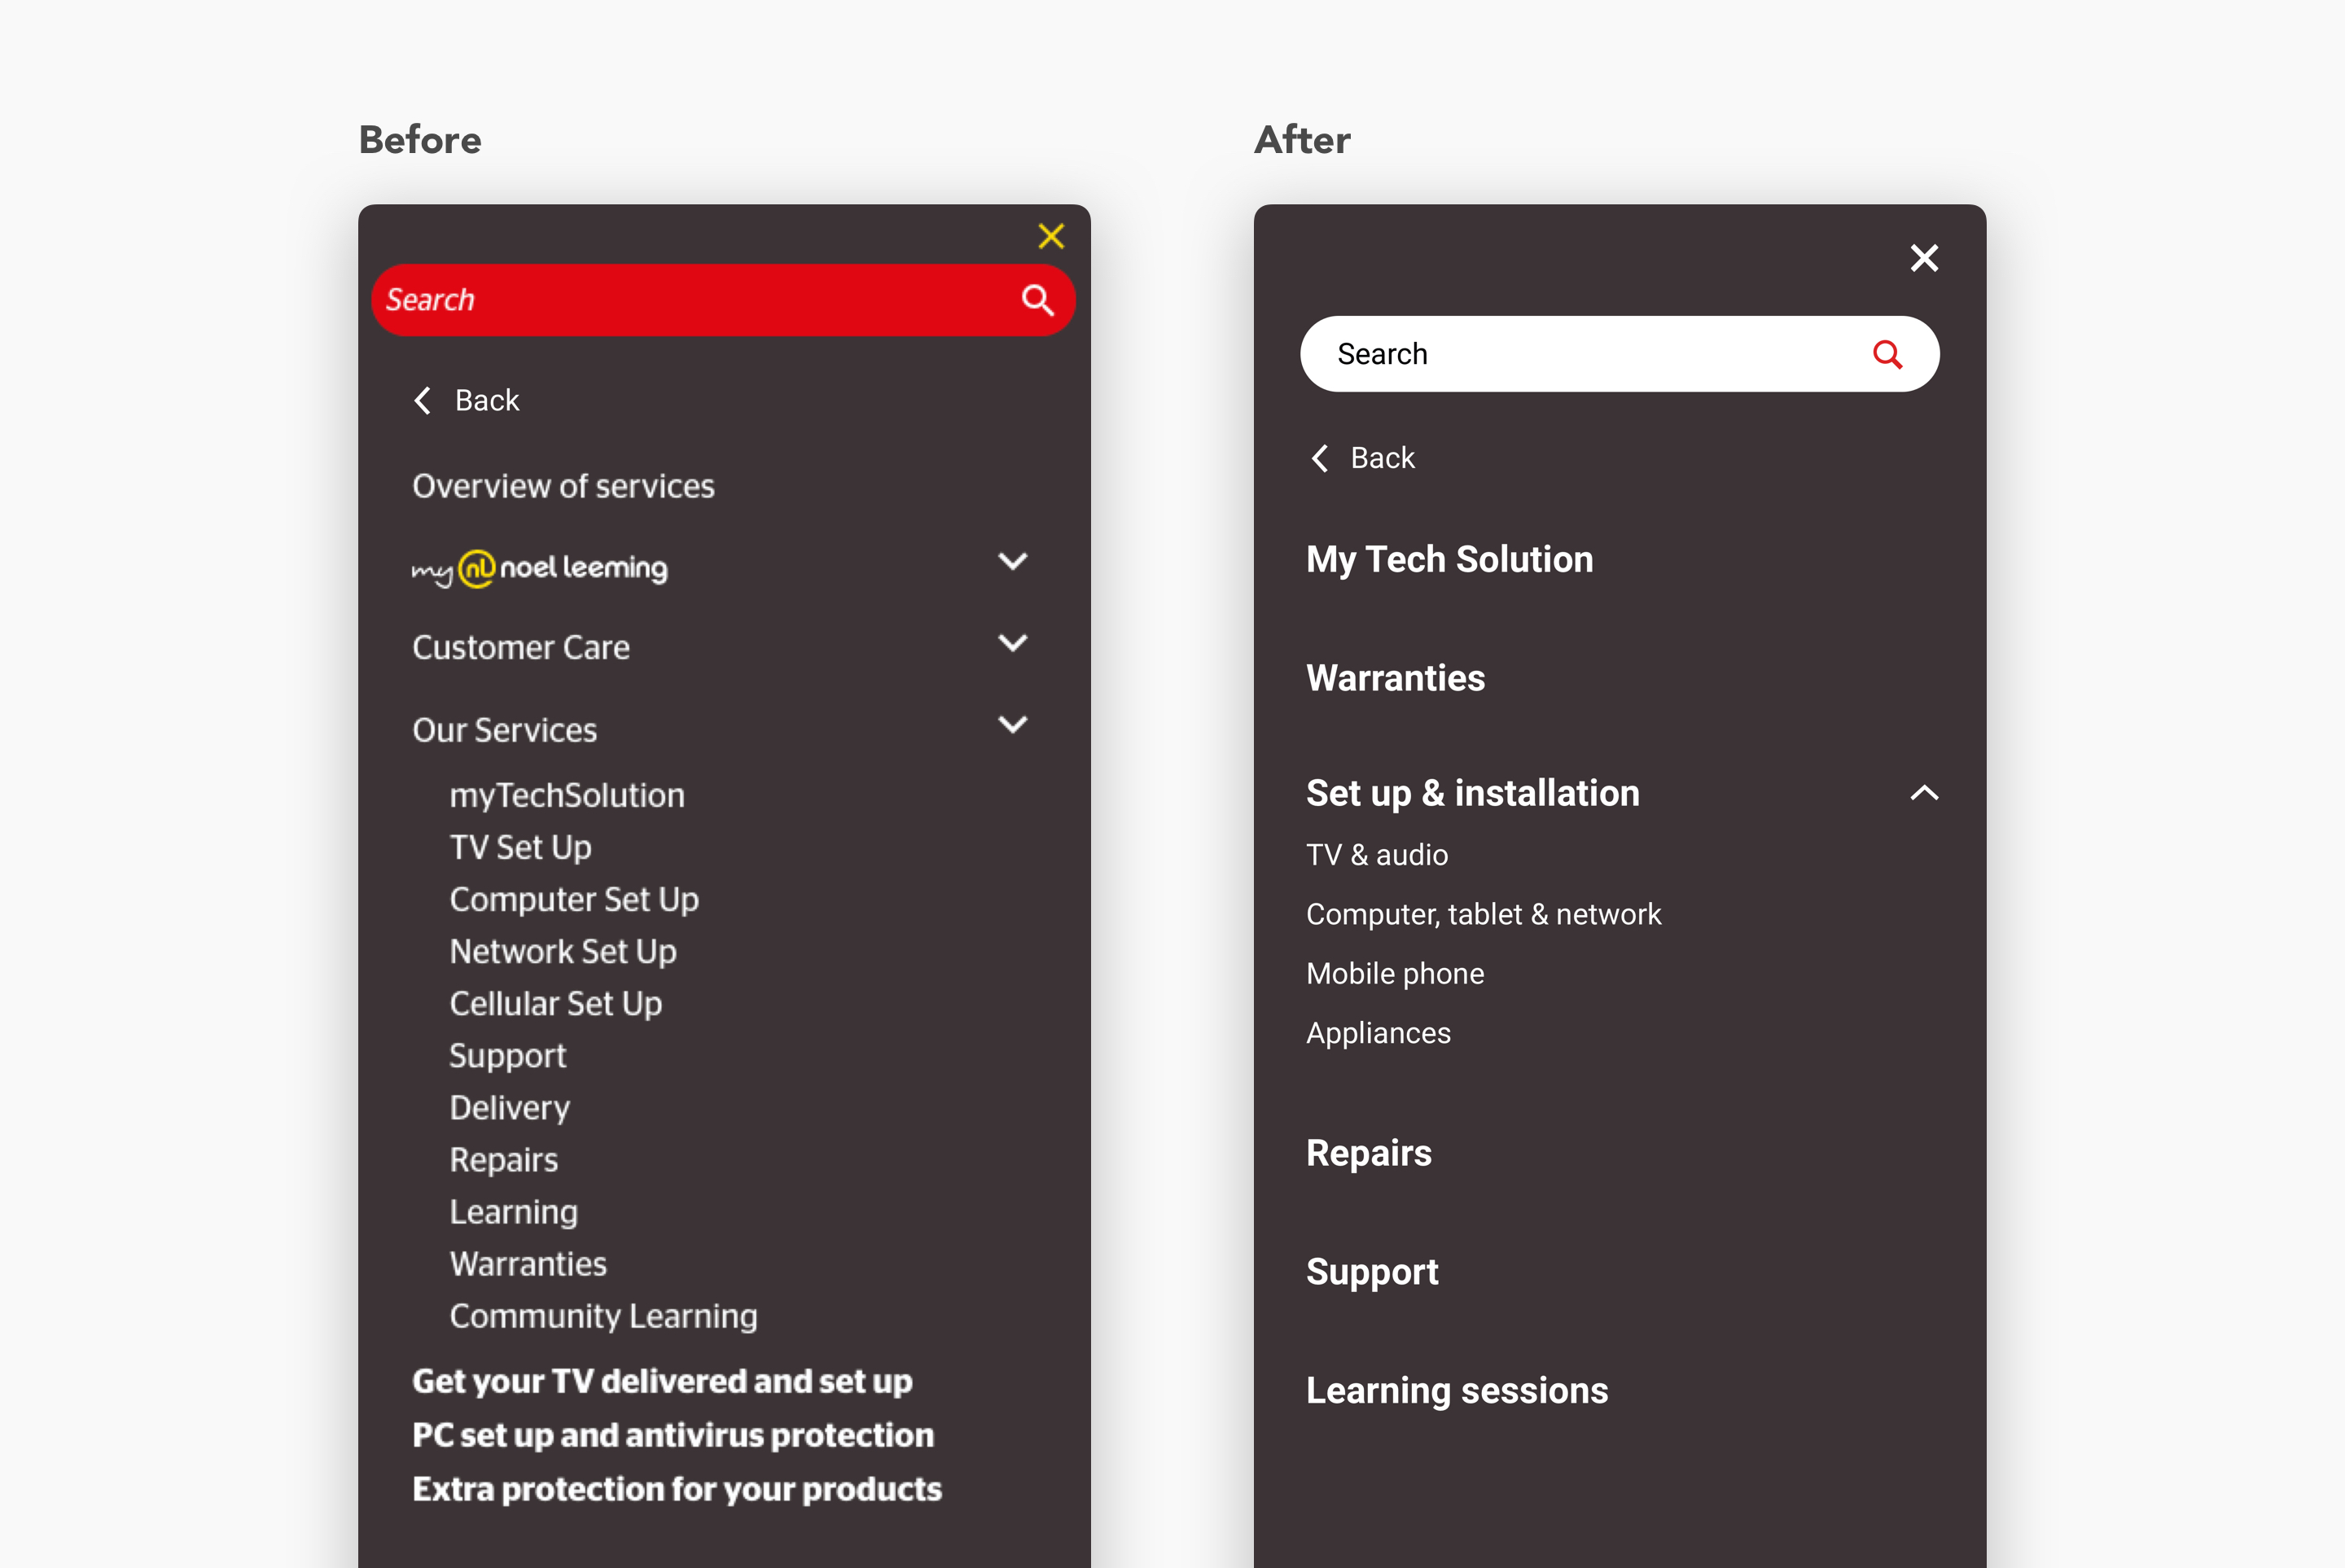 Before
Search
Back
Overview of services
my nl noel leeming
Customer Care
Our Services
myTechSolution
TV Set Up
Computer Set Up
Network Set Up
Cellular Set Up
Support
Delivery
Repairs
Learning
Warranties
Community Learning
Get your TV delivered and set up
PC set up and antivirus protection
Extra protection for your products
After
Search
Back
My Tech Solution
Warranties
Set up & installation
TV & audio
Computer, tablet & network
Mobile phone
Appliances
Repairs
Support
Learning sessions